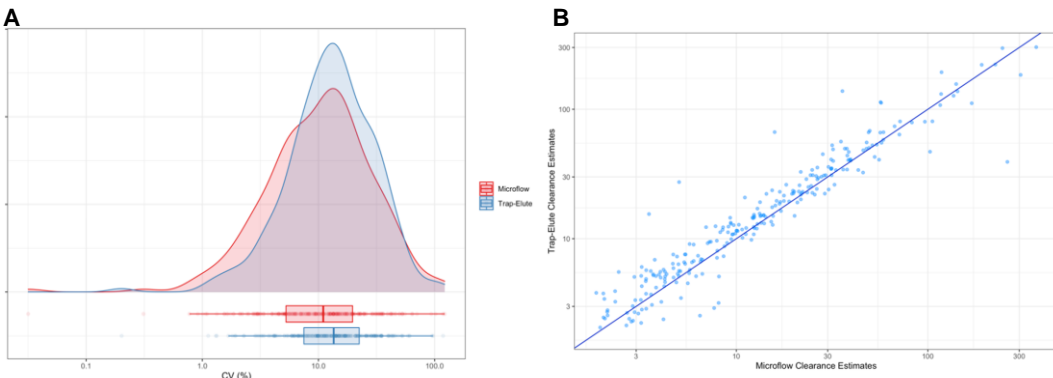 A
Microflow
Trap-Elute
0.1
1.0
10.0
100.0
CV (%)
B
Trap-Elute Clearance Estimates
300
100
30
10
3
3
10
30
100
300
Microflow Clearance Estimates